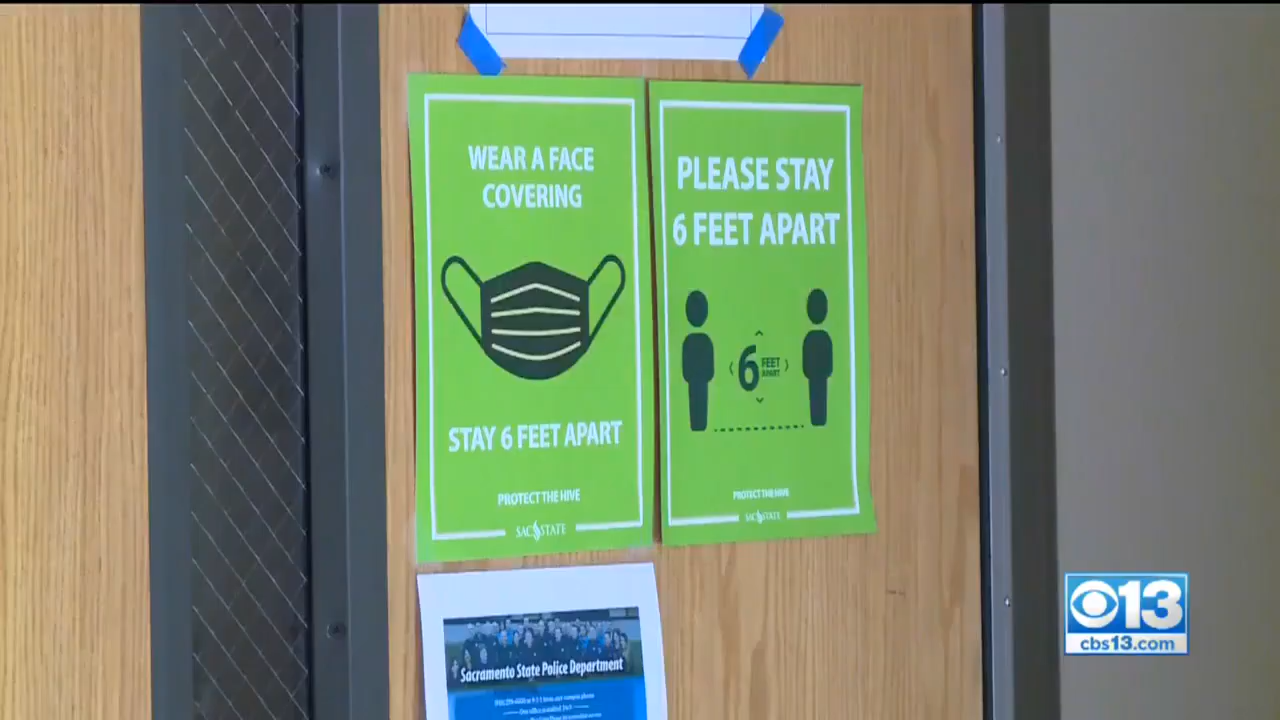 WEAR A FACE
COVERING
STAY 6 FEET APART
PROTECT THE HIVE
SAC STATE
PLEASE STAY
6 FEET APART
6 FEET
APART
PROTECT THE HIVE
SAC STATE
Sacramento State Police Department
13
cbs13.com